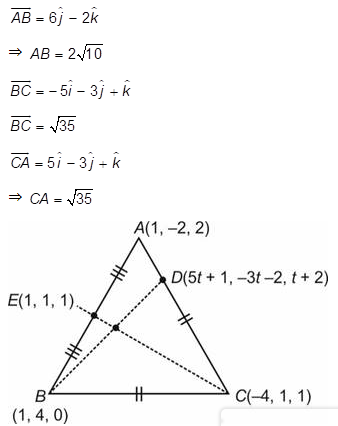 AB̅ = 6ĵ – 2k̂
⇒ AB = 2√10
BC̅ = – 5î – 3ĵ + k̂
BC̅ = √35
CA̅ = 5î – 3ĵ + k̂
⇒ CA = √35
A(1, –2, 2)
D(5t + 1, –3t – 2, t + 2)
E(1, 1, 1)
B
C(–4, 1, 1)
(1, 4, 0)